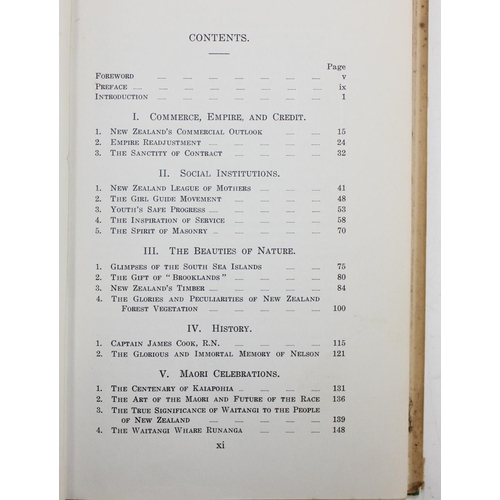 CONTENTS.
Page
FOREWORD .... .... .... .... .... .... .... v
PREFACE .... .... .... .... .... .... .... ix
INTRODUCTION .... .... .... .... .... .... 1
I. COMMERCE, EMPIRE, AND CREDIT.
1. NEW ZEALAND'S COMMERCIAL OUTLOOK .... .... 15
2. EMPIRE READJUSTMENT .... .... .... .... 24
3. THE SANCTITY OF CONTRACT .... .... .... 32
II. SOCIAL INSTITUTIONS.
1. NEW ZEALAND LEAGUE OF MOTHERS .... .... .... 41
2. THE GIRL GUIDE MOVEMENT .... .... .... 48
3. YOUTH'S SAFE PROGRESS .... .... .... .... 53
4. THE INSPIRATION OF SERVICE .... .... .... 58
5. THE SPIRIT OF MASONRY .... .... .... .... 70
III. THE BEAUTIES OF NATURE.
1. GLIMPSES OF THE SOUTH SEA ISLANDS .... .... 75
2. THE GIFT OF "BROOKLANDS" .... .... .... 80
3. NEW ZEALAND'S TIMBER .... .... .... .... 84
4. THE GLORIES AND PECULIARITIES OF NEW ZEALAND
FOREST VEGETATION .... .... .... .... 100
IV. HISTORY.
1. CAPTAIN JAMES COOK, R.N. .... .... .... 115
2. THE GLORIOUS AND IMMORTAL MEMORY OF NELSON 121
V. MAORI CELEBRATIONS.
1. THE CENTENARY OF KAIAPOHIA .... .... .... 131
2. THE ART OF THE MAORI AND FUTURE OF THE RACE 136
3. THE TRUE SIGNIFICANCE OF WAITANGI TO THE PEOPLE
OF NEW ZEALAND .... .... .... .... 139
4. THE WAITANGI WHARE RUNANGA .... .... .... 148
xi